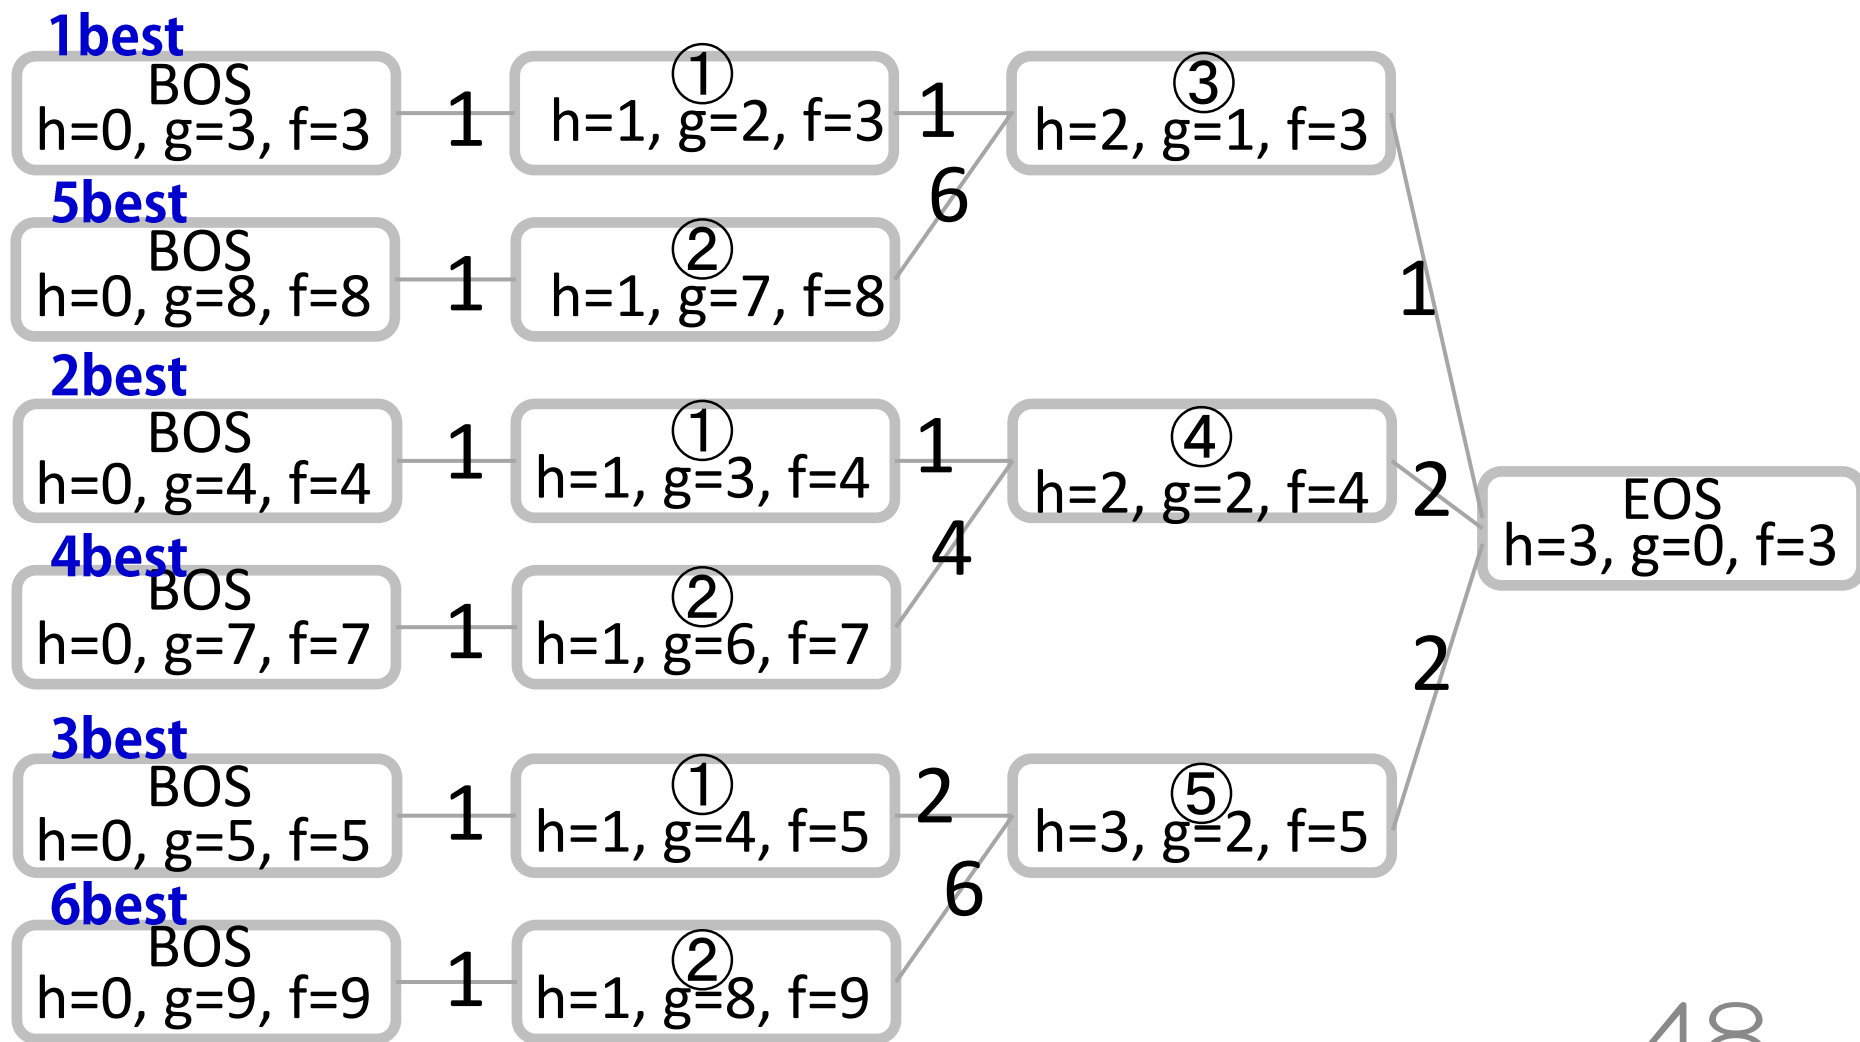 1best
BOS
h=0, g=3, f=3
1
①
h=1, g=2, f=3
1
③
h=2, g=1, f=3
6
5best
BOS
h=0, g=8, f=8
1
②
h=1, g=7, f=8
1
2best
BOS
h=0, g=4, f=4
1
①
h=1, g=3, f=4
1
④
h=2, g=2, f=4
2
EOS
h=3, g=0, f=3
4
4best
BOS
h=0, g=7, f=7
1
②
h=1, g=6, f=7
2
3best
BOS
h=0, g=5, f=5
1
①
h=1, g=4, f=5
2
⑤
h=3, g=2, f=5
6
6best
BOS
h=0, g=9, f=9
1
②
h=1, g=8, f=9